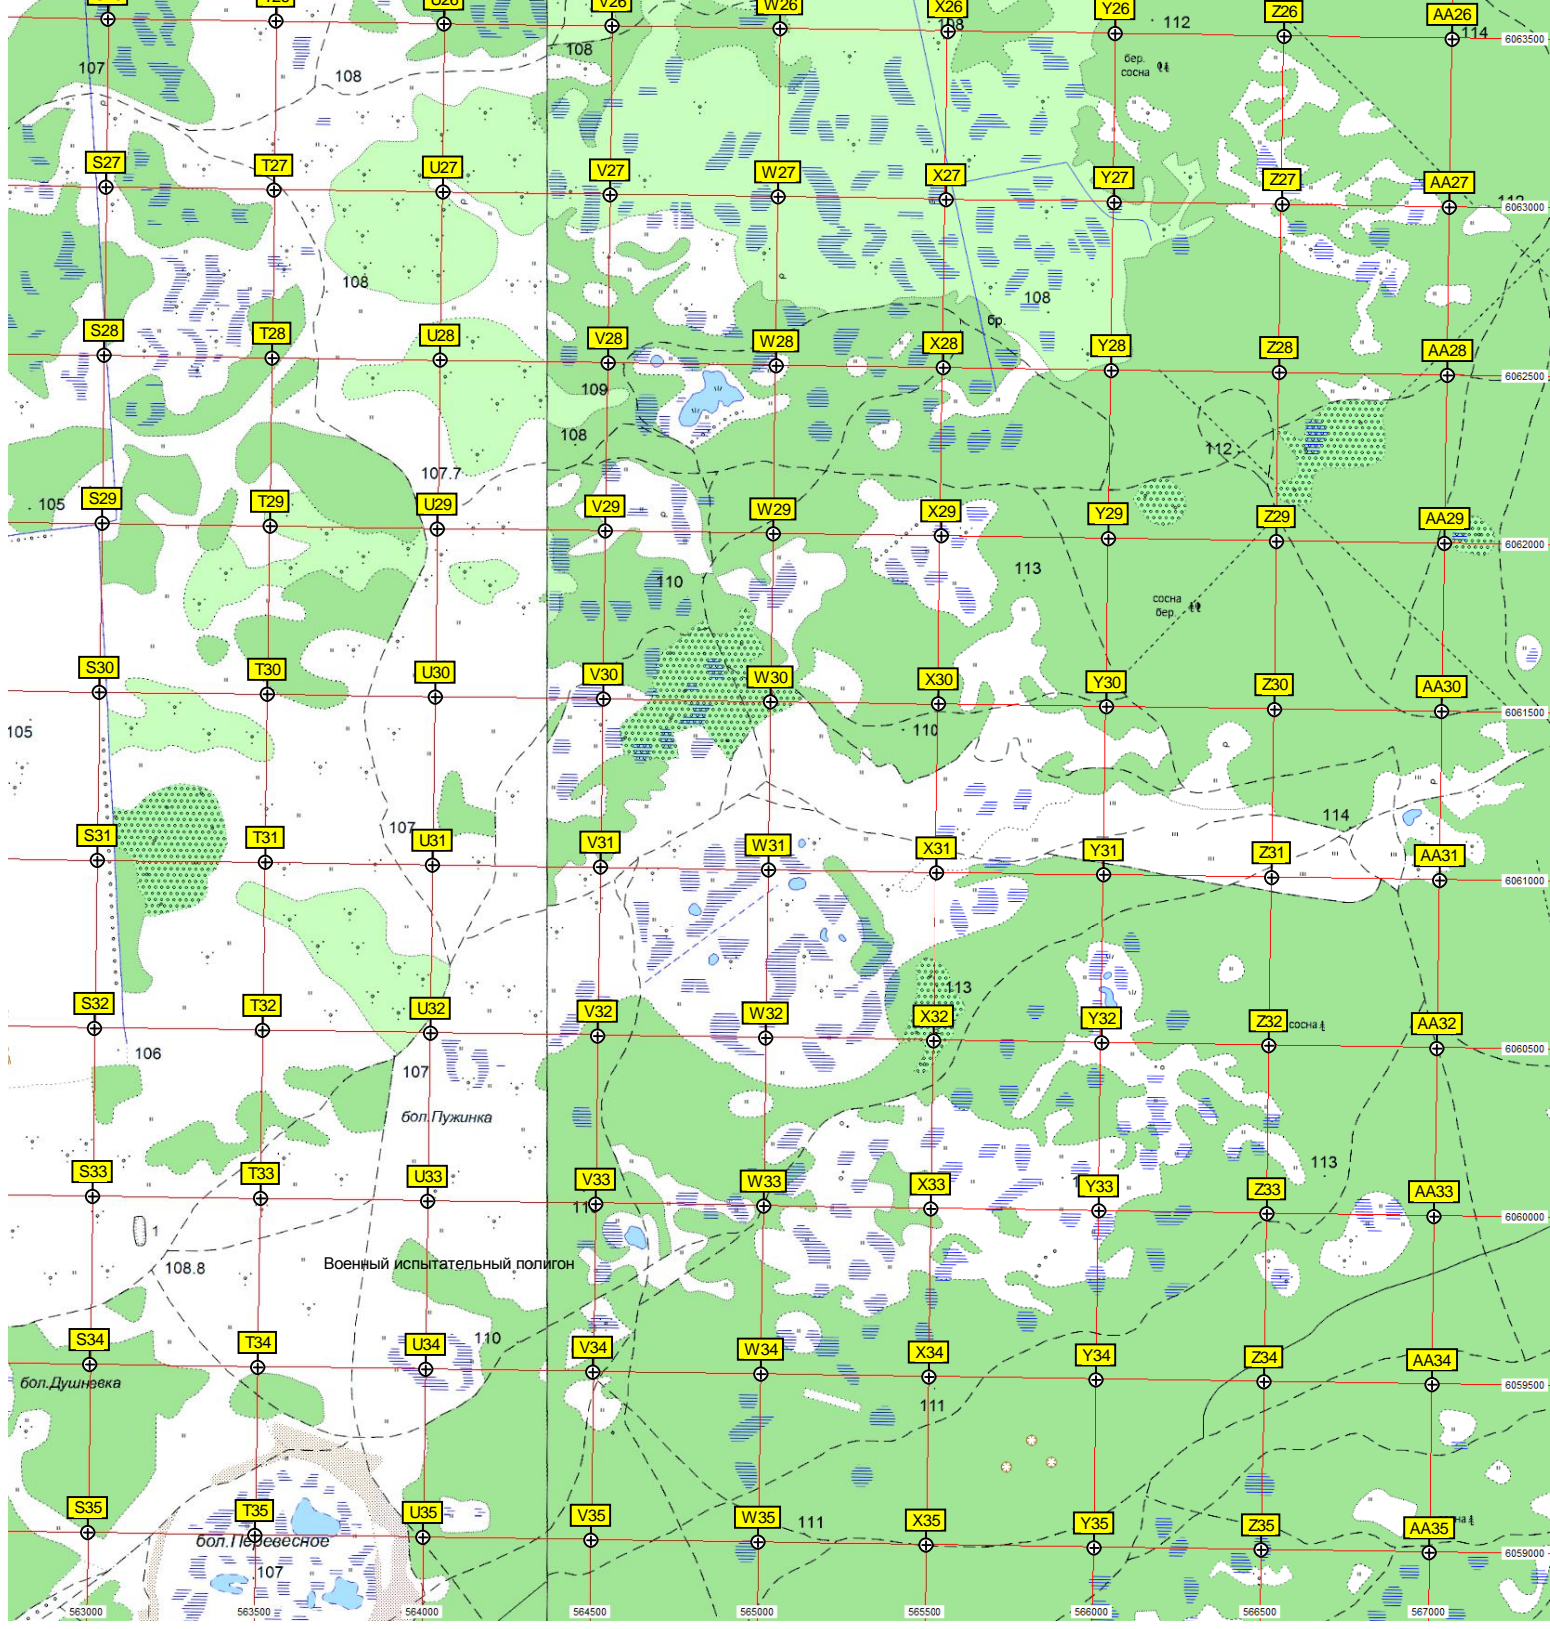 U26 V26 W26 X26 Y26 Z26 AA26
108 112 114
6063500
108
бер.
сосна
107 108
S27 T27 U27 V27 W27 X27 Y27 Z27 AA27
6063000
108 108
бр.
S28 T28 U28 V28 W28 X28 Y28 Z28 AA28
6062500
109
108 112
107.7
105
S29 T29 U29 V29 W29 X29 Y29 Z29 AA29
6062000
110 113
сосна
бер.
S30 T30 U30 V30 W30 X30 Y30 Z30 AA30
6061500
105 110
107 114
S31 T31 U31 V31 W31 X31 Y31 Z31 AA31
6061000
113
S32 T32 U32 V32 W32 X32 Y32 Z32 AA32
сосна
6060500
106
107
бол.Пужинка
113
S33 T33 U33 V33 W33 X33 Y33 Z33 AA33
6060000
1
108.8
Военный испытательный полигон
110
S34 T34 U34 V34 W34 X34 Y34 Z34 AA34
6059500
бол.Душневка
111
S35 T35 U35 V35 W35 X35 Y35 Z35 AA35
111
бол.Перевесное
6059000
107
563000 563500 564000 564500 565000 565500 566000 566500 567000